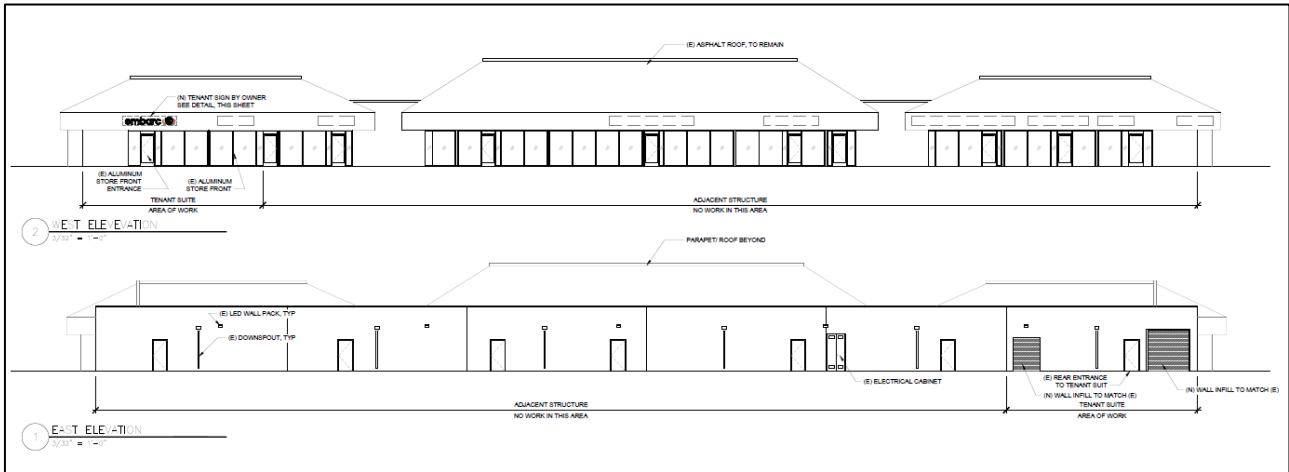 (E) ASPHALT ROOF, TO REMAIN
(N) TENANT SIGN BY OWNER
SEE DETAIL, THIS SHEET
embarc
(E) ALUMINUM
STORE FRONT
ENTRANCE
(E) ALUMINUM
STORE FRONT
TENANT SUITE
AREA OF WORK
ADJACENT STRUCTURE
NO WORK IN THIS AREA
2
WEST ELEVEVATION
3/32" = 1'-0"
PARAPET/ ROOF BEYOND
(E) LED WALL PACK, TYP
(E) DOWNSPOUT, TYP
(E) ELECTRICAL CABINET
(E) REAR ENTRANCE
TO TENANT SUIT
(N) WALL INFILL TO MATCH (E)
(N) WALL INFILL TO MATCH (E)
ADJACENT STRUCTURE
NO WORK IN THIS AREA
TENANT SUITE
AREA OF WORK
1
EAST ELEVATION
3/32" = 1'-0"